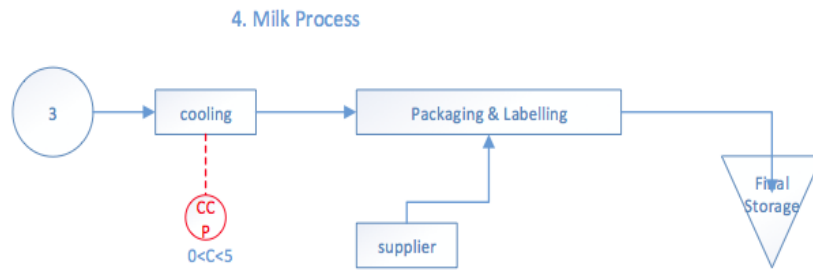 4. Milk Process
3
cooling
Packaging & Labelling
CC
P
0<C<5
supplier
Final
Storage